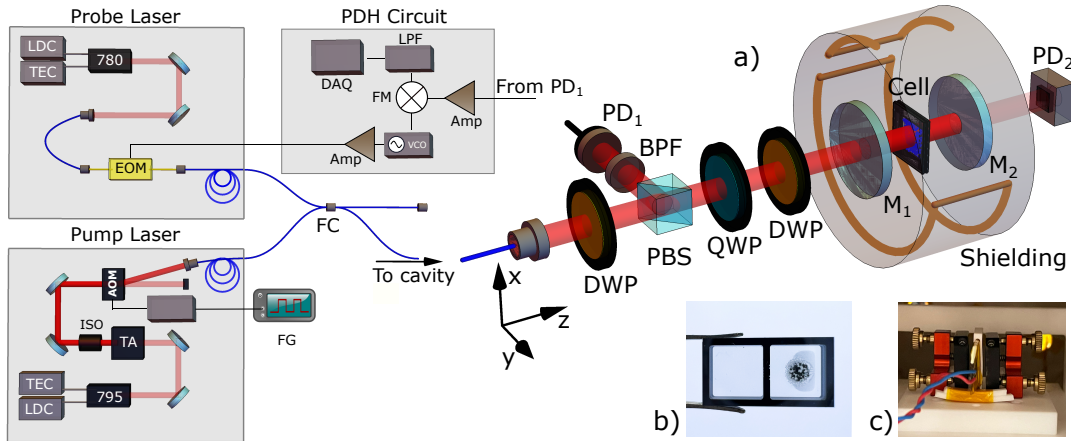 Probe Laser
LDC
TEC
780
EOM
PDH Circuit
LPF
DAQ
FM
From PD₁
Amp
Amp
VCO
FC
To cavity
Pump Laser
AOM
ISO
TA
FG
TEC
LDC
795
a)
PD₂
Cell
PD₁
BPF
M₁
M₂
PBS
QWP
DWP
DWP
Shielding
x
z
y
b)
c)